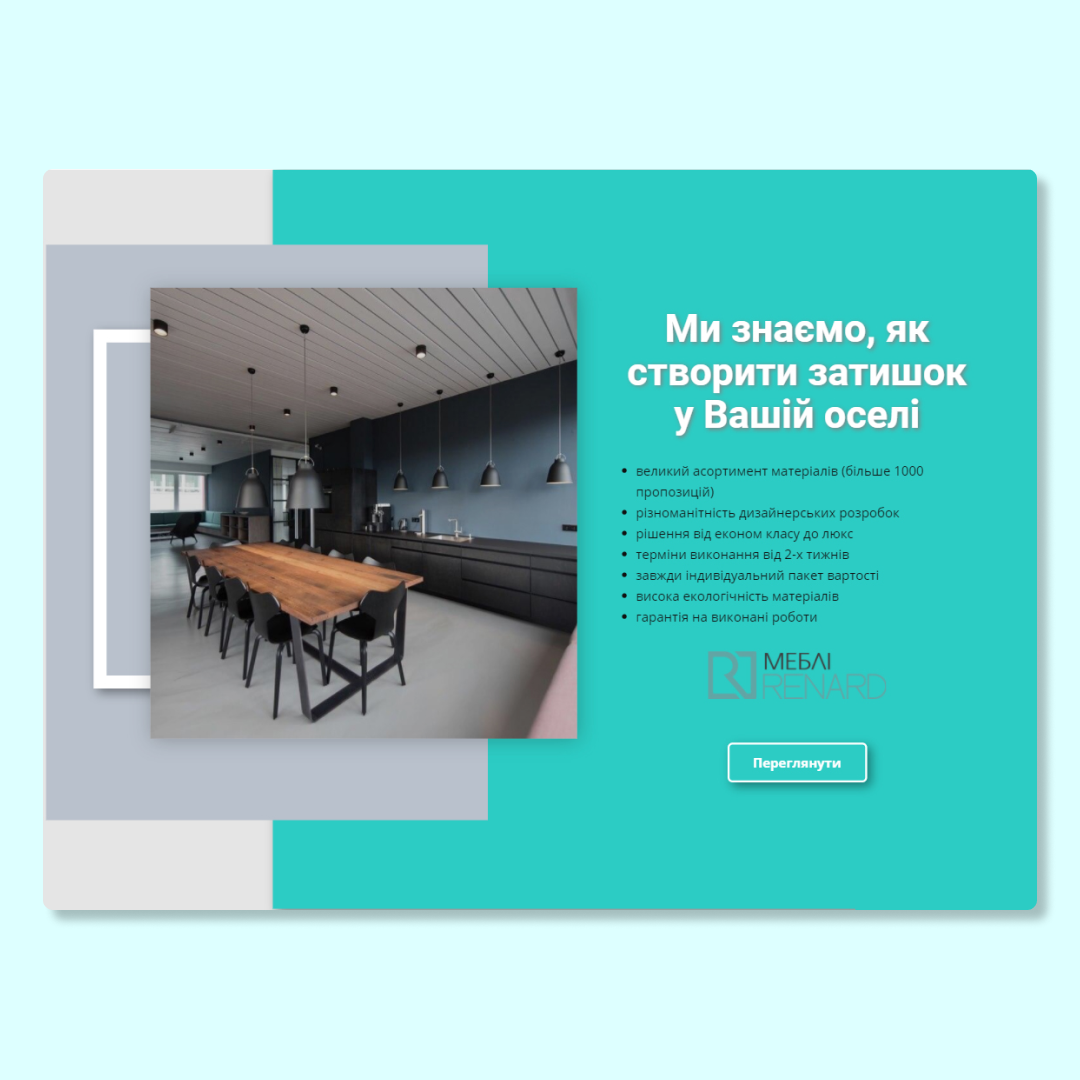 Ми знаємо, як
створити затишок
у Вашій оселі
великий асортимент матеріалів (більше 1000
пропозицій)
різноманітність дизайнерських розробок
рішення від економ класу до люкс
терміни виконання від 2-х тижнів
завжди індивідуальний пакет вартості
висока екологічність матеріалів
гарантія на виконані роботи
МЕБЛІ
RENARD
Переглянути